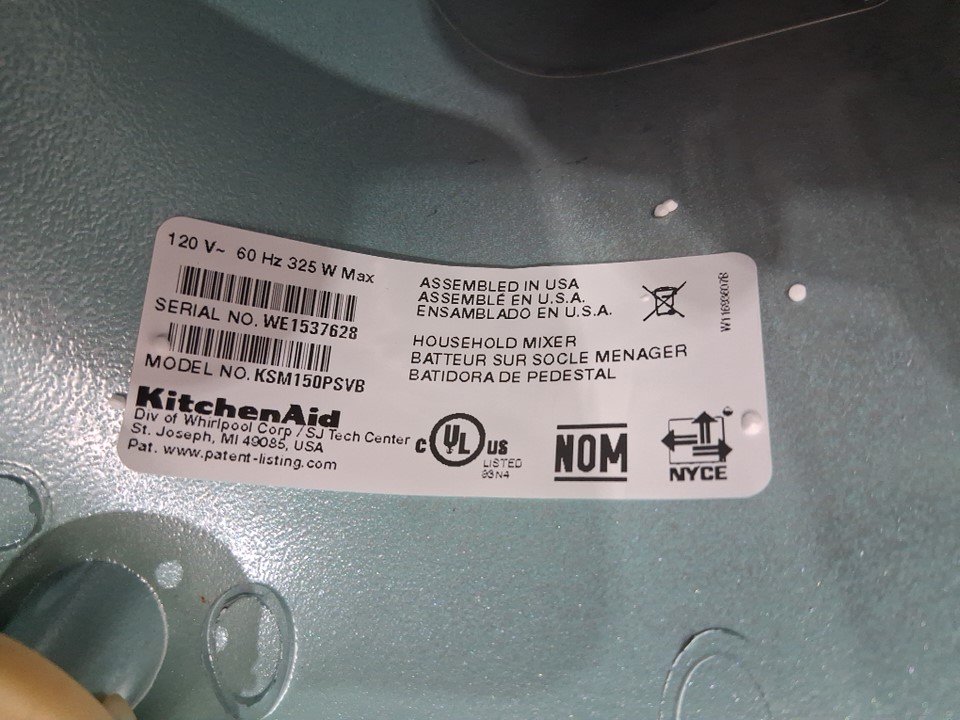 120 V~ 60 Hz 325 W Max
SERIAL NO. WE1537628
MODEL NO. KSM150PSVB
KitchenAid
Div of Whirlpool Corp / SJ Tech Center
St. Joseph, MI 49085, USA
Pat. www.patent-listing.com
ASSEMBLED IN USA
ASSEMBLÉ EN U.S.A.
ENSAMBLADO EN U.S.A.
HOUSEHOLD MIXER
BATTEUR SUR SOCLE MENAGER
BATIDORA DE PEDESTAL
C UL US
LISTED
93N4
NOM
NYCE